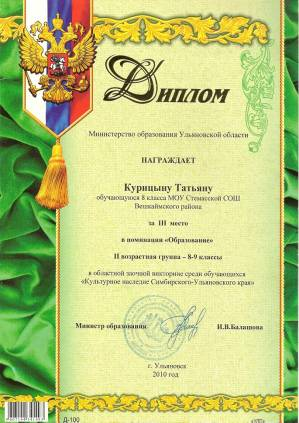 Диплом
Министерство образования Ульяновской области
НАГРАЖДАЕТ
Курицыну Татьяну
обучающуюся 8 класса МОУ Стемасской СОШ
Вешкаймского района
за III место
в номинации «Образование»
II возрастная группа – 8-9 классы
в областной заочной викторине среди обучающихся
«Культурное наследие Симбирского-Ульяновского края»
Министр образования И.В.Балашова
г. Ульяновск
2010 год
Д-100